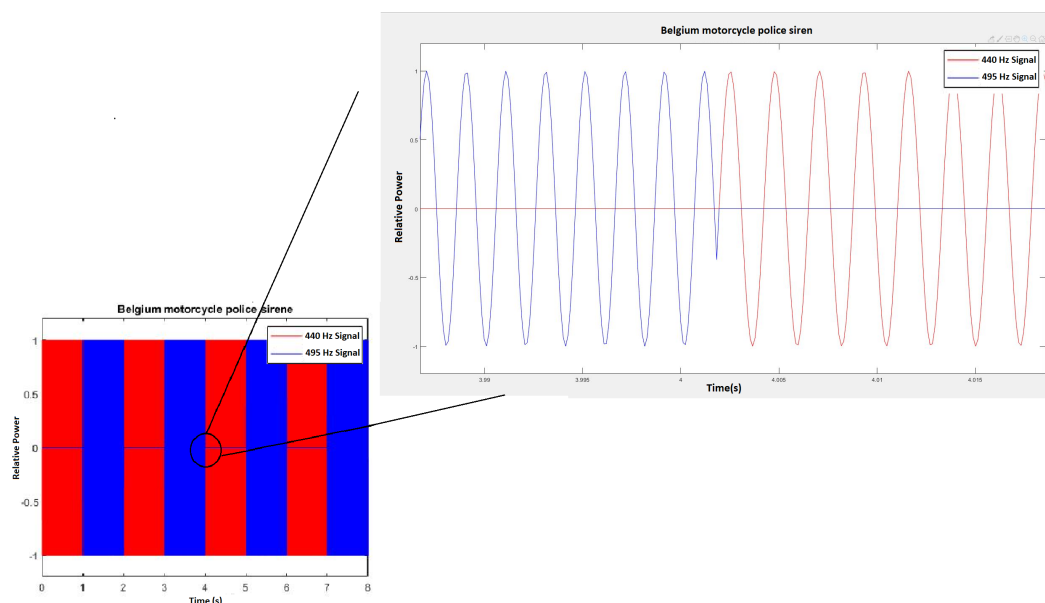 Belgium motorcycle police siren
440 Hz Signal
495 Hz Signal
Relative Power
1
0.5
0
-0.5
-1
3.99
3.995
4
4.005
4.01
4.015
Time(s)
Belgium motorcycle police sirene
440 Hz Signal
495 Hz Signal
Relative Power
1
0.5
0
-0.5
-1
0 1 2 3 4 5 6 7 8
Time (s)